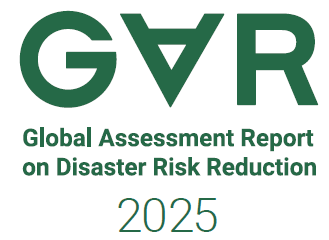 GAR
Global Assessment Report
on Disaster Risk Reduction
2025